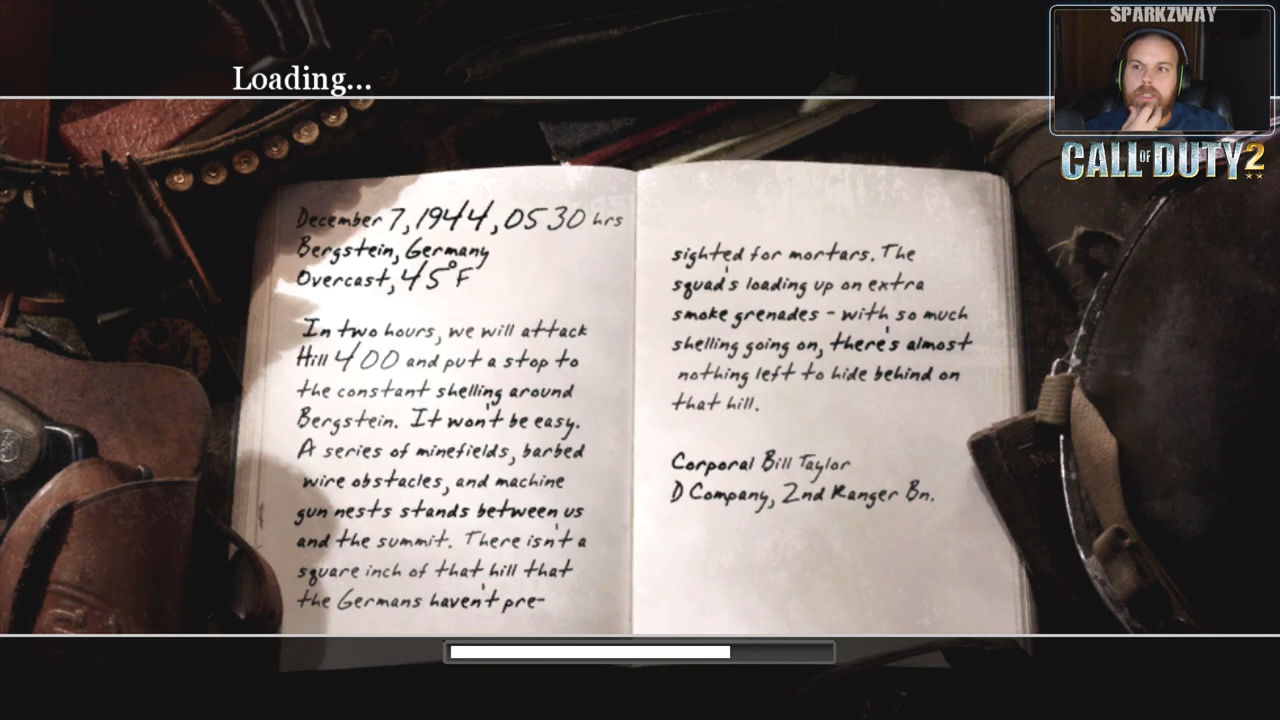 SPARKZWAY
Loading...
CALL OF DUTY 2
December 7, 1944, 0530 hrs
Bergstein, Germany
Overcast, 45°F
In two hours, we will attack
Hill 400 and put a stop to
the constant shelling around
Bergstein. It won't be easy.
A series of minefields, barbed
wire obstacles, and machine
gun nests stands between us
and the summit. There isn't a
square inch of that hill that
the Germans haven't pre-
sighted for mortars. The
squad's loading up on extra
smoke grenades - with so much
shelling going on, there's almost
nothing left to hide behind on
that hill.
Corporal Bill Taylor
D Company, 2nd Ranger Bn.